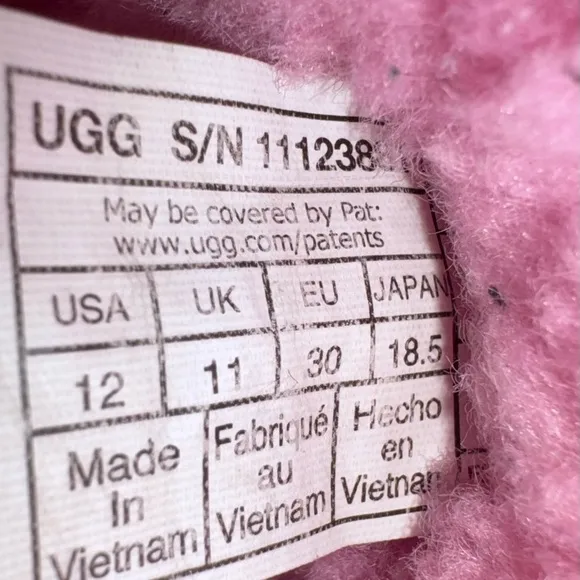 UGG S/N 111238
May be covered by Pat:
www.ugg.com/patents
USA UK EU JAPAN
12 11 30 18.5
Made In Vietnam
Fabriqué au Vietnam
Hecho en Vietnam